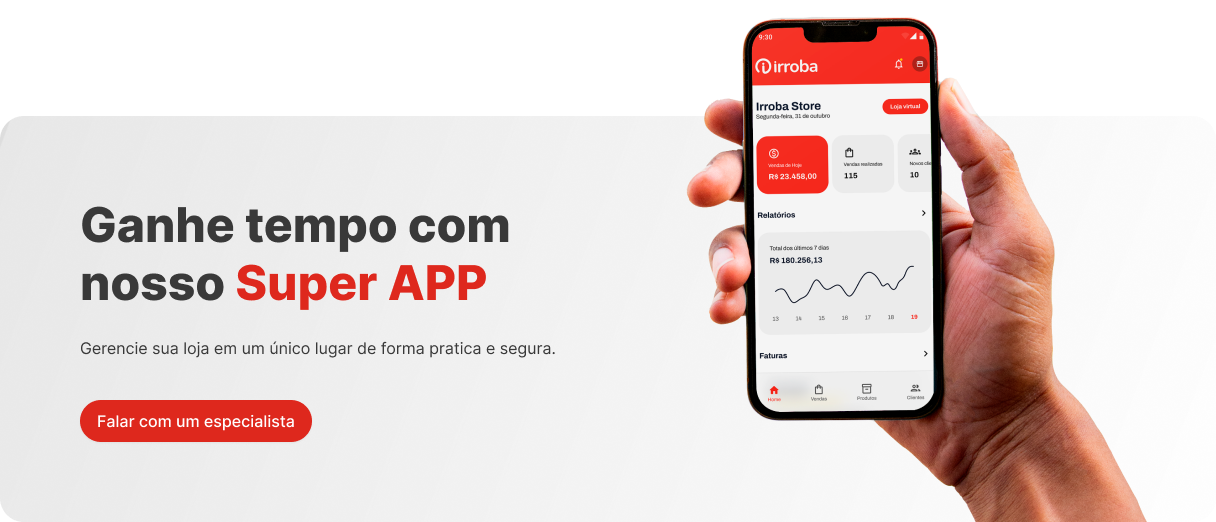 Ganhe tempo com
nosso Super APP
Gerencie sua loja em um único lugar de forma pratica e segura.
Falar com um especialista
9:30
irroba
Irroba Store
Segunda-feira, 31 de outubro
Loja virtual
Vendas de Hoje
R$ 23.458,00
Vendas realizadas
115
Novos clie
10
Relatórios
Total dos últimos 7 dias
R$ 180.256,13
13 14 15 16 17 18 19
Faturas
Home Vendas Produtos Clientes